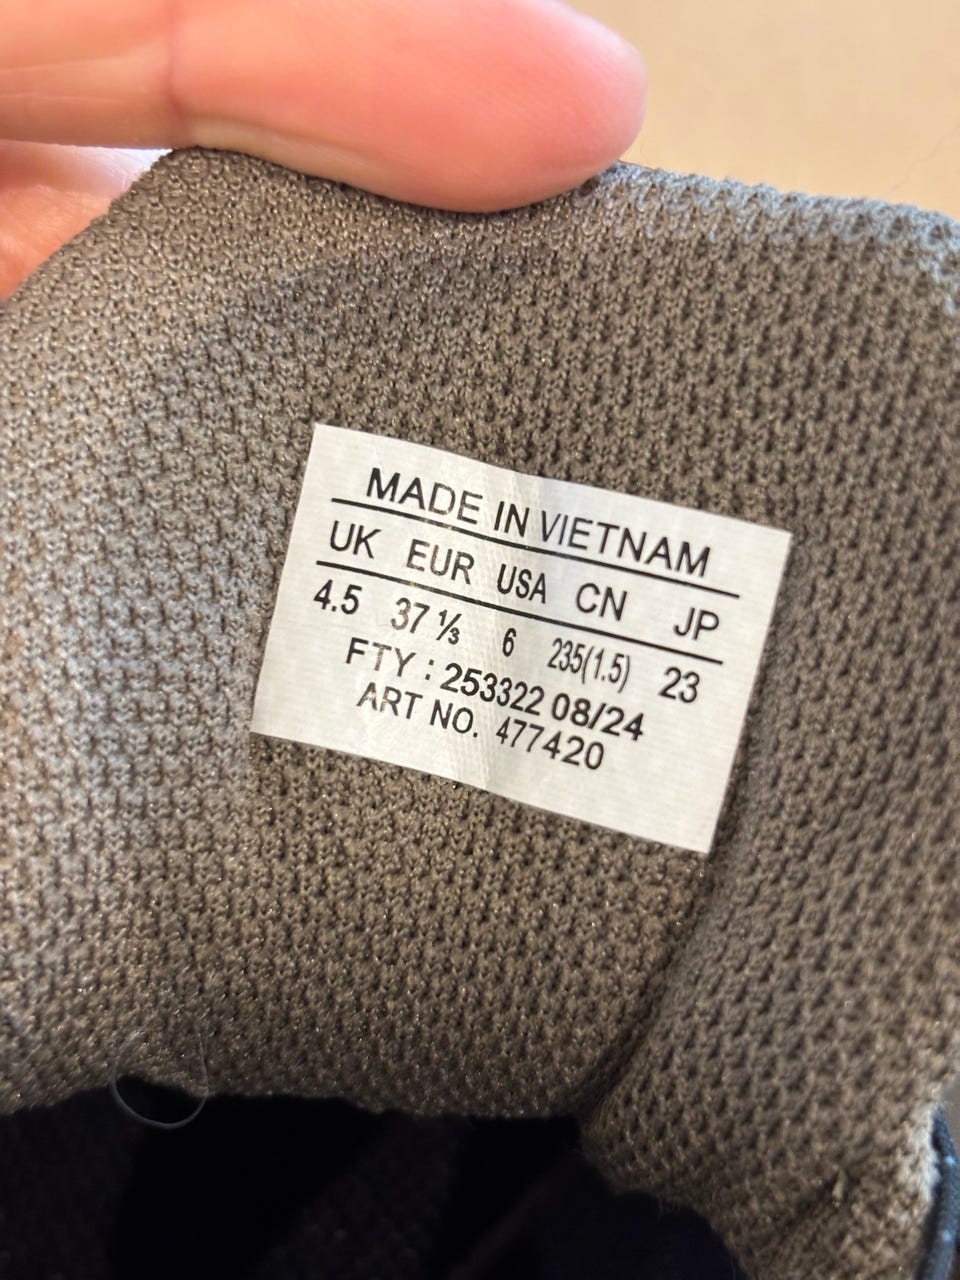 MADE IN VIETNAM
UK EUR USA CN JP
4.5 37 ⅓ 6 235(1.5) 23
FTY : 253322 08/24
ART NO. 477420